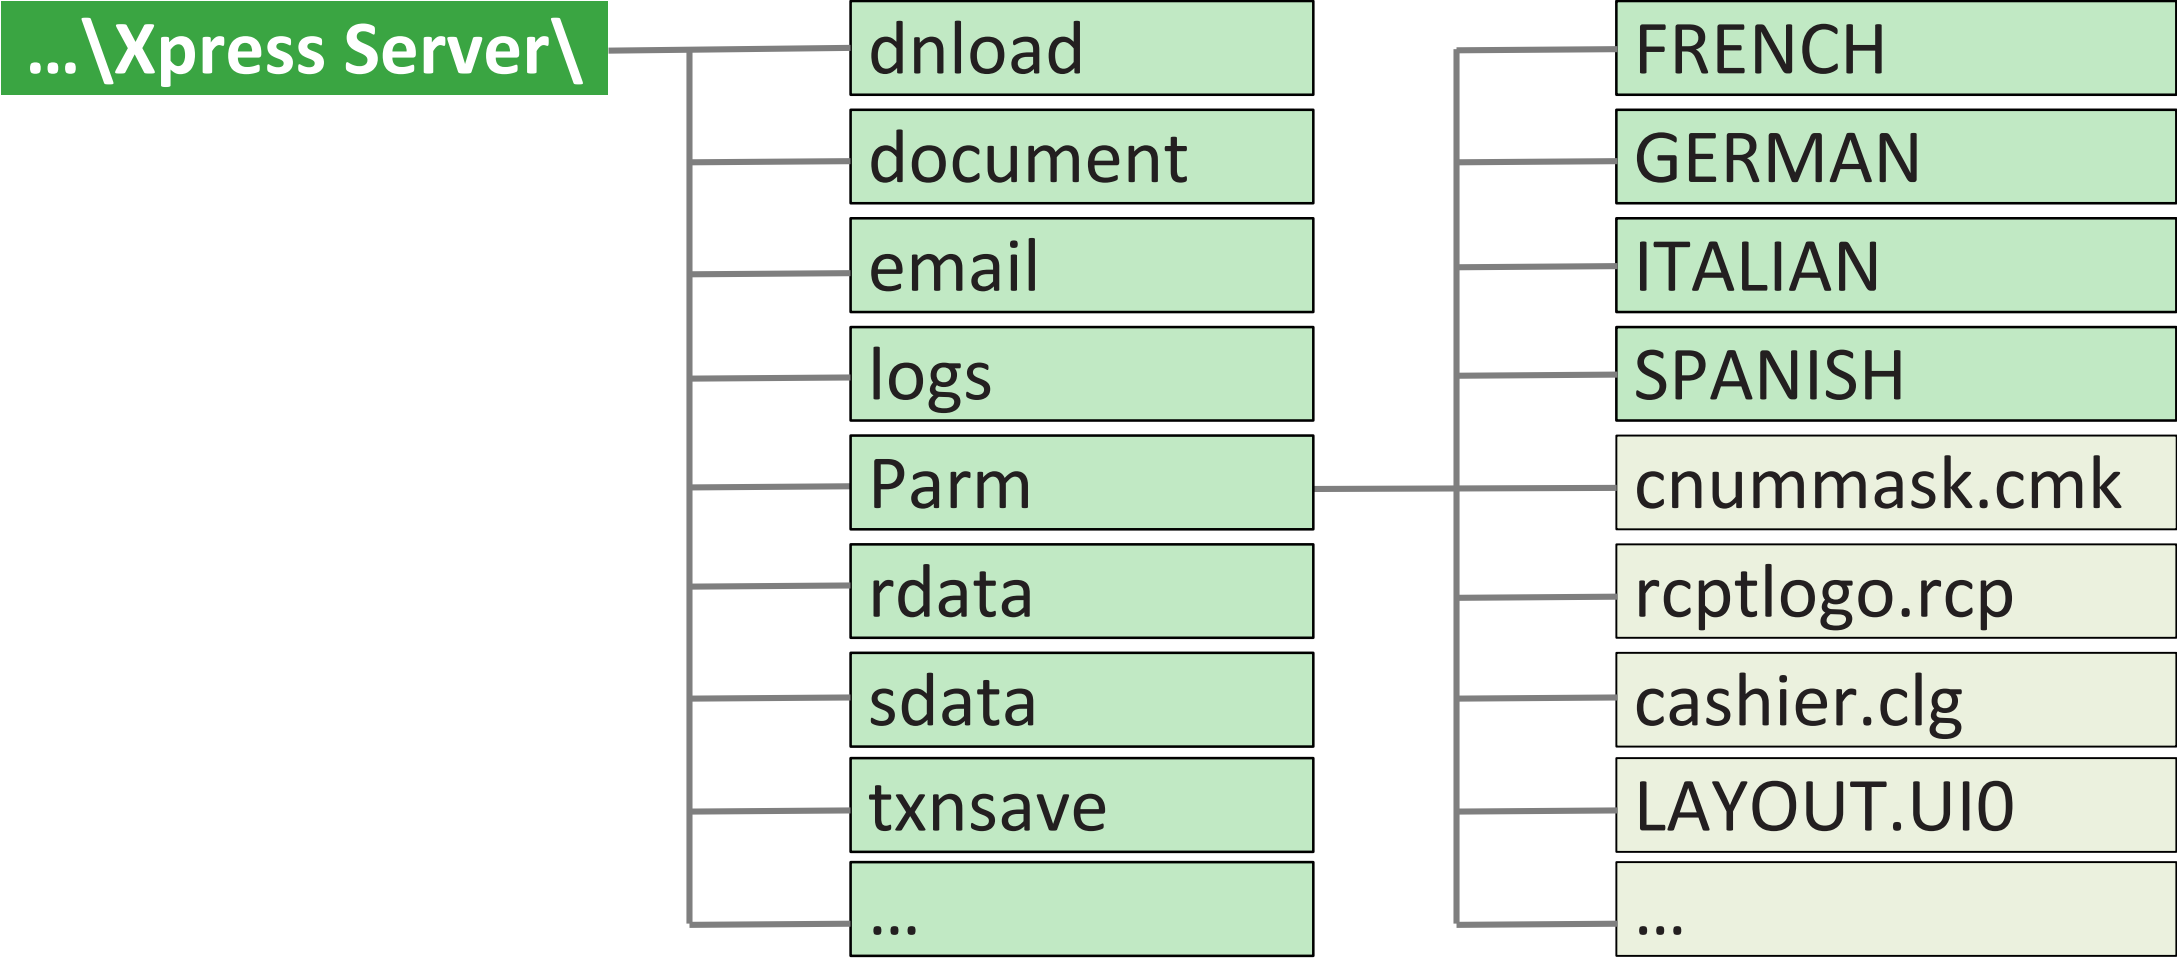 ...\Xpress Server\
dnload
document
email
logs
Parm
rdata
sdata
txnsave
...
FRENCH
GERMAN
ITALIAN
SPANISH
cnummask.cmk
rcptlogo.rcp
cashier.clg
LAYOUT.UI0
...